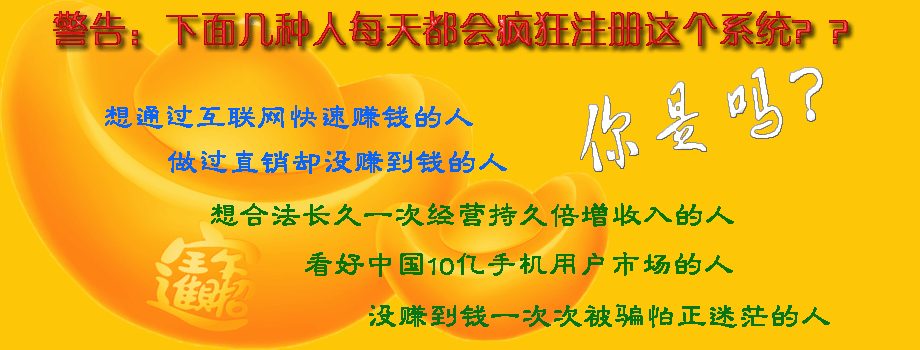 警告：下面几种人每天都会疯狂注册这个系统？？
你是吗？
想通过互联网快速赚钱的人
做过直销却没赚到钱的人
想合法长久一次经营持久倍增收入的人
看好中国10亿手机用户市场的人
没赚到钱一次次被骗怕正迷茫的人
招财进宝